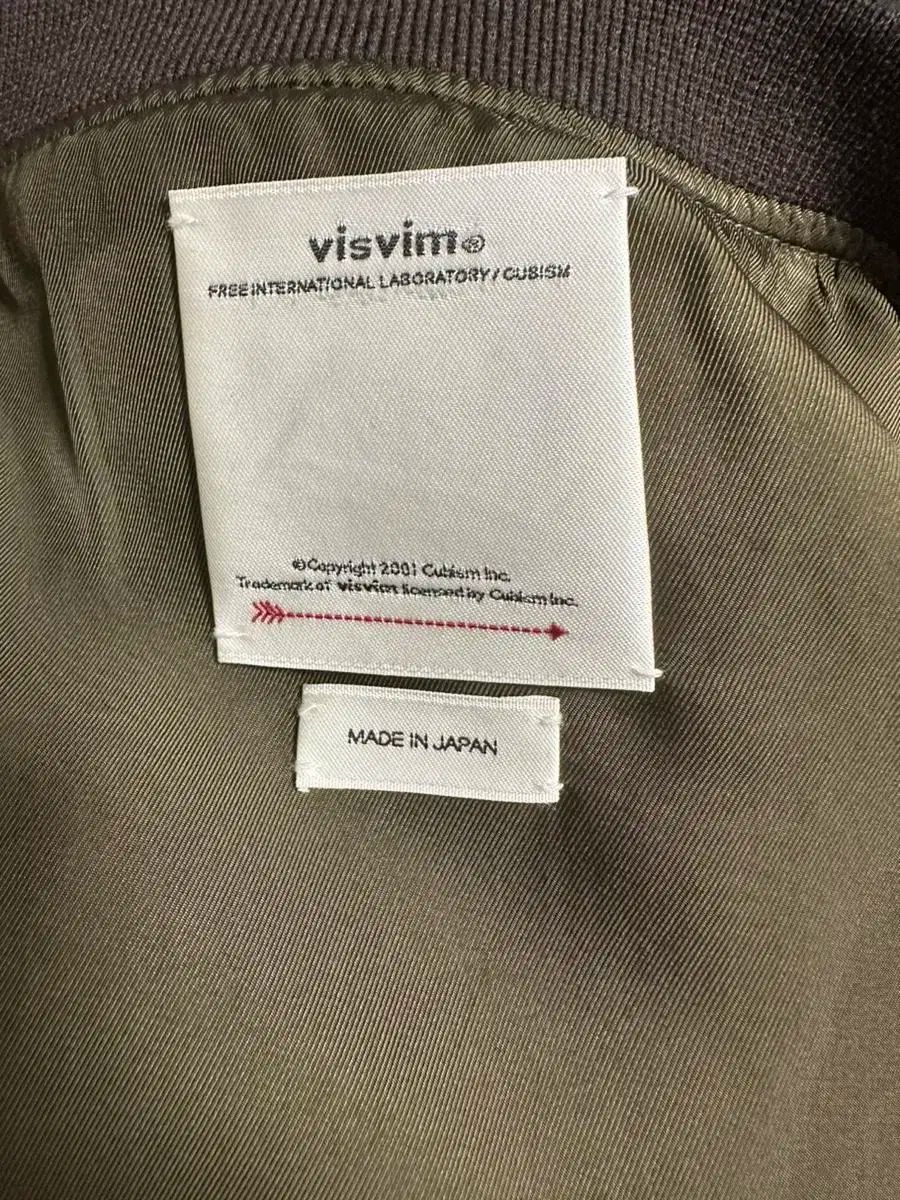 visvim®
FREE INTERNATIONAL LABORATORY / CUBISM
©Copyright 2001 Cubism Inc.
Trademark of visvim licensed by Cubism Inc.
MADE IN JAPAN